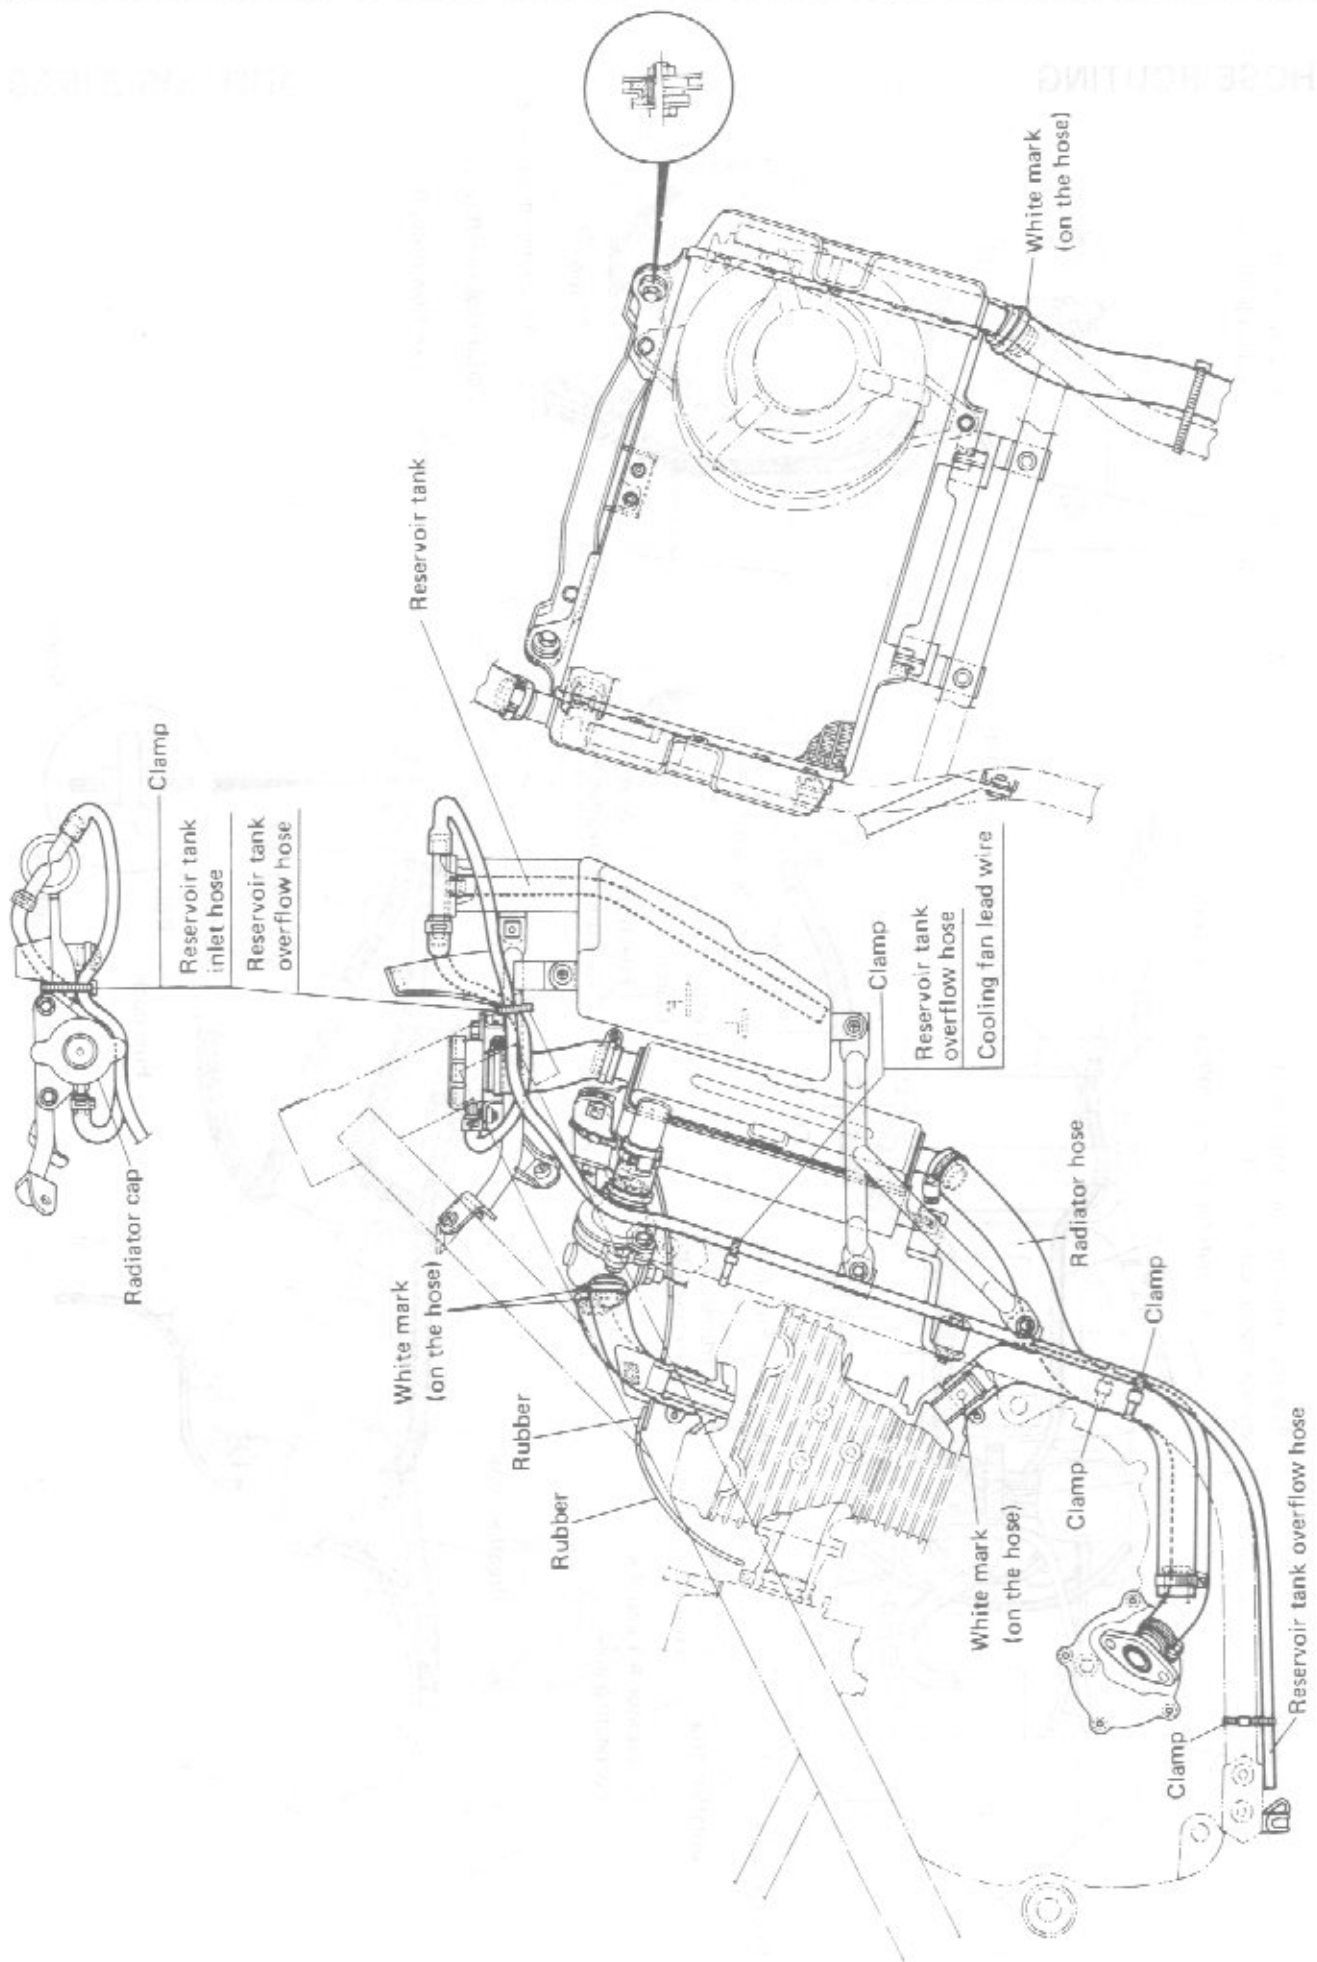 Radiator cap
Clamp
Reservoir tank
inlet hose
Reservoir tank
overflow hose
Reservoir tank
White mark
(on the hose)
White mark
(on the hose)
Rubber
Rubber
Clamp
Reservoir tank
overflow hose
Cooling fan lead wire
Radiator hose
Clamp
Clamp
White mark
(on the hose)
Clamp
Reservoir tank overflow hose
HOSE ROUTING